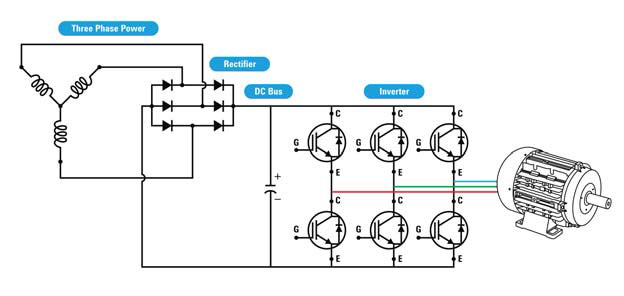 Three Phase Power
Rectifier
DC Bus
Inverter
C C C
G G G
E E E
+
−
C C C
G G G
E E E